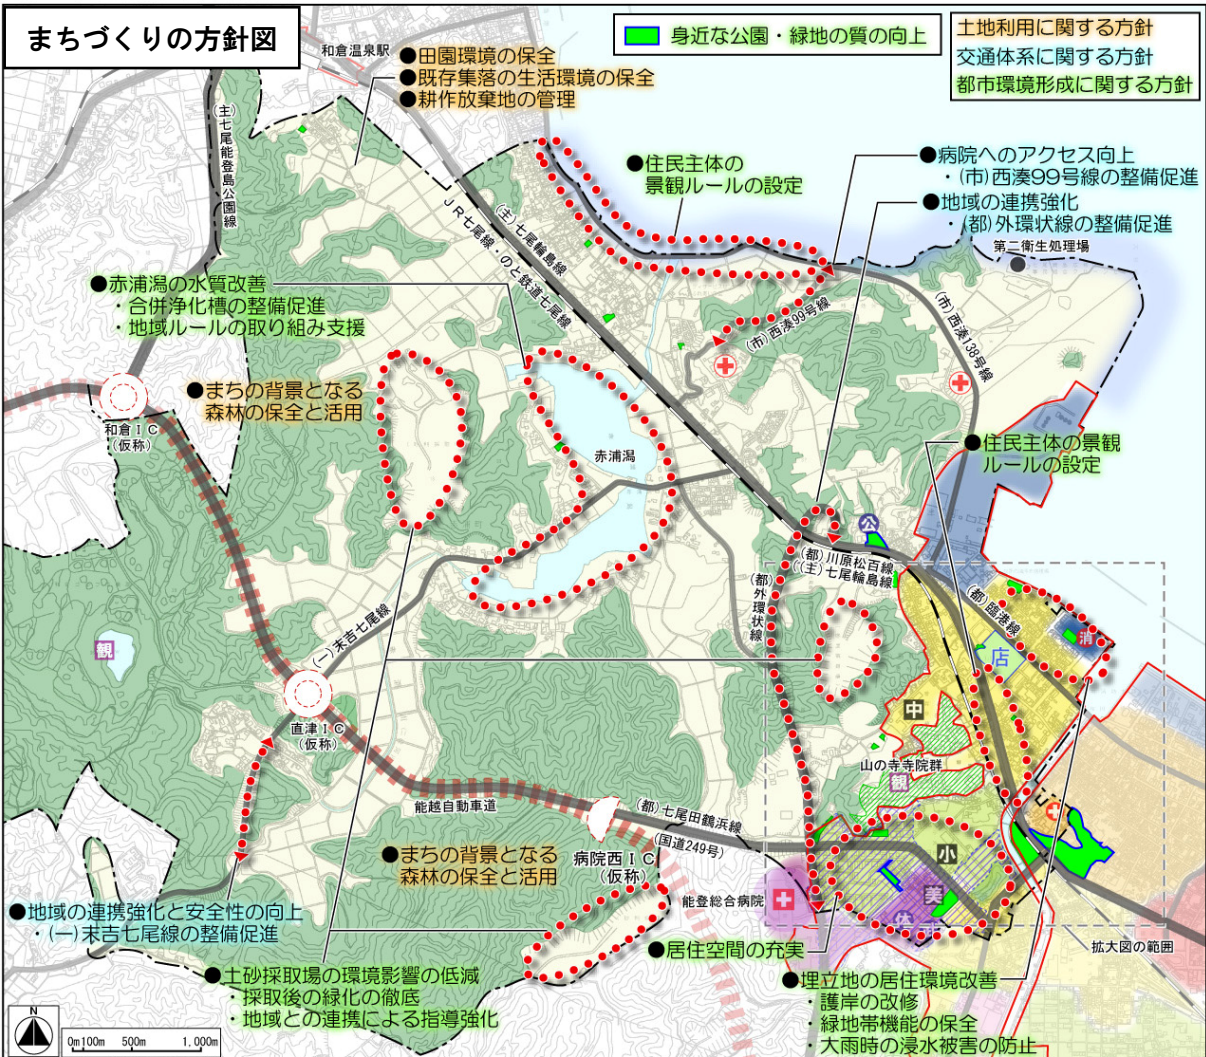 まちづくりの方針図
身近な公園・緑地の質の向上
土地利用に関する方針
交通体系に関する方針
都市環境形成に関する方針
和倉温泉駅
●田園環境の保全
●既存集落の生活環境の保全
●耕作放棄地の管理
(主)七尾能登島公園線
●住民主体の
景観ルールの設定
●病院へのアクセス向上
・(市)西湊99号線の整備促進
●地域の連携強化
・(都)外環状線の整備促進
第二衛生処理場
(主)七尾輪島線
JR七尾線・のと鉄道七尾線
●赤浦潟の水質改善
・合併浄化槽の整備促進
・地域ルールの取り組み支援
(市)西湊99号線
(市)西湊138号線
●まちの背景となる
森林の保全と活用
和倉IC
(仮称)
赤浦潟
●住民主体の景観
ルールの設定
公
(都)川原松百線
(主)七尾輪島線
(都)外環状線
(都)臨港線
消
店
(一)末吉七尾線
観
直津IC
(仮称)
中
山の寺寺院群
観
能越自動車道
(都)七尾田鶴浜線
(国道249号)
病院西IC
(仮称)
●まちの背景となる
森林の保全と活用
小
美
体
能登総合病院
●地域の連携強化と安全性の向上
・(一)末吉七尾線の整備促進
●居住空間の充実
拡大図の範囲
●土砂採取場の環境影響の低減
・採取後の緑化の徹底
・地域との連携による指導強化
●埋立地の居住環境改善
・護岸の改修
・緑地帯機能の保全
・大雨時の浸水被害の防止
N
0m 100m 500m 1,000m